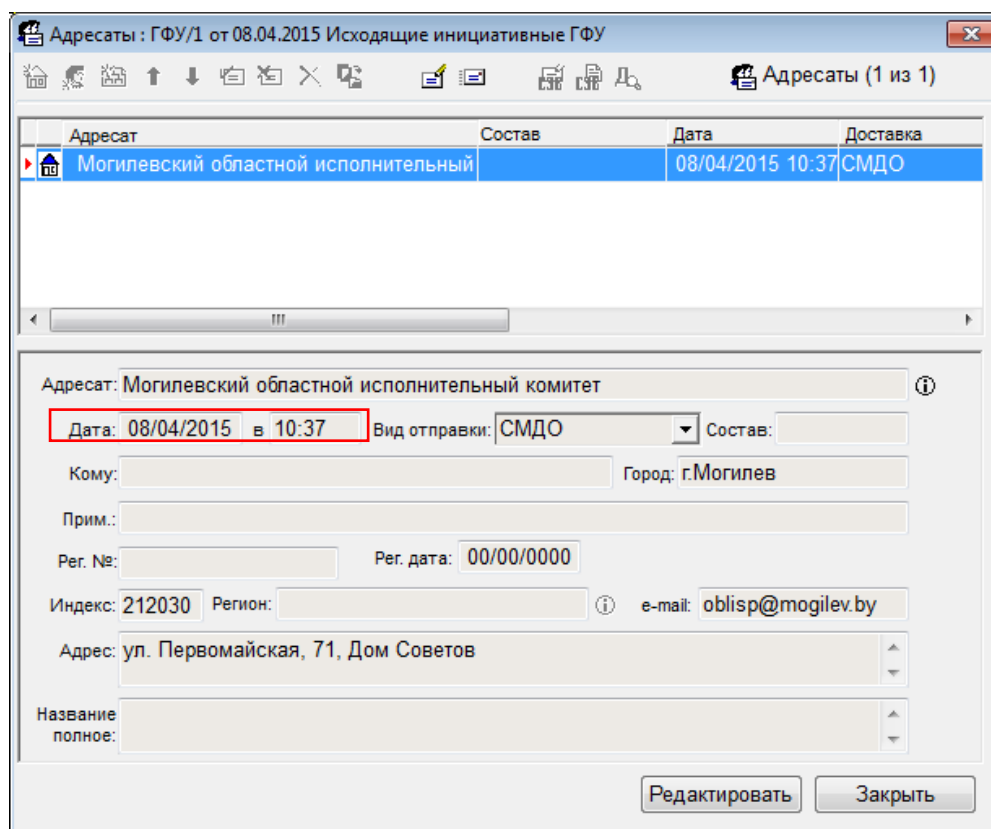 Адресаты : ГФУ/1 от 08.04.2015 Исходящие инициативные ГФУ
Адресаты (1 из 1)
Адресат Состав Дата Доставка
Могилевский областной исполнительный 08/04/2015 10:37 СМДО
Адресат: Могилевский областной исполнительный комитет
Дата: 08/04/2015 в 10:37 Вид отправки: СМДО Состав:
Кому: Город: г.Могилев
Прим.:
Рег. №: Рег. дата: 00/00/0000
Индекс: 212030 Регион: e-mail: oblisp@mogilev.by
Адрес: ул. Первомайская, 71, Дом Советов
Название
полное:
Редактировать Закрыть